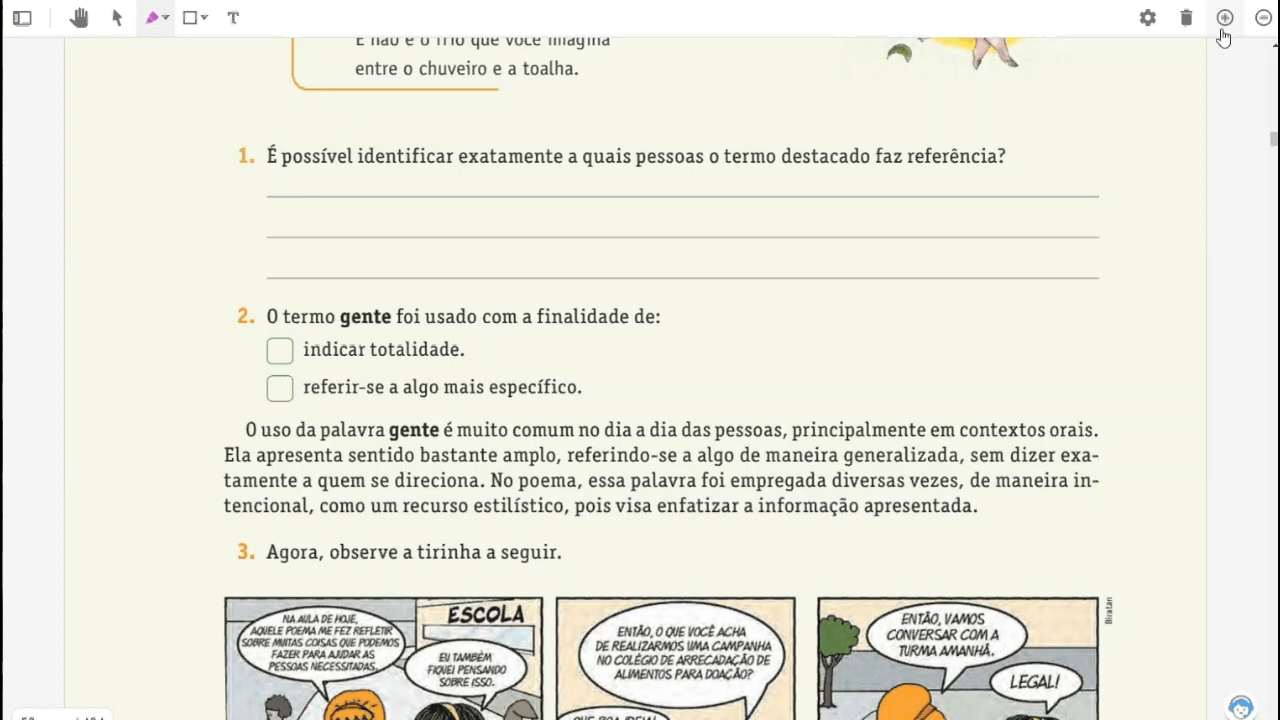 E não é o frio que você imagina
entre o chuveiro e a toalha.
1. É possível identificar exatamente a quais pessoas o termo destacado faz referência?
2. O termo gente foi usado com a finalidade de:
indicar totalidade.
referir-se a algo mais específico.
O uso da palavra gente é muito comum no dia a dia das pessoas, principalmente em contextos orais.
Ela apresenta sentido bastante amplo, referindo-se a algo de maneira generalizada, sem dizer exa-
tamente a quem se direciona. No poema, essa palavra foi empregada diversas vezes, de maneira in-
tencional, como um recurso estilístico, pois visa enfatizar a informação apresentada.
3. Agora, observe a tirinha a seguir.
NA AULA DE HOJE,
AQUELE POEMA ME FEZ REFLETIR
SOBRE MUITAS COISAS QUE PODEMOS
FAZER PARA AJUDAR AS
PESSOAS NECESSITADAS.
ESCOLA
EU TAMBÉM
FIQUEI PENSANDO
SOBRE ISSO.
ENTÃO, O QUE VOCÊ ACHA
DE REALIZARMOS UMA CAMPANHA
NO COLÉGIO DE ARRECADAÇÃO DE
ALIMENTOS PARA DOAÇÃO?
QUE BOA IDEIA!
ENTÃO, VAMOS
CONVERSAR COM A
TURMA AMANHÃ.
LEGAL!
Biratan